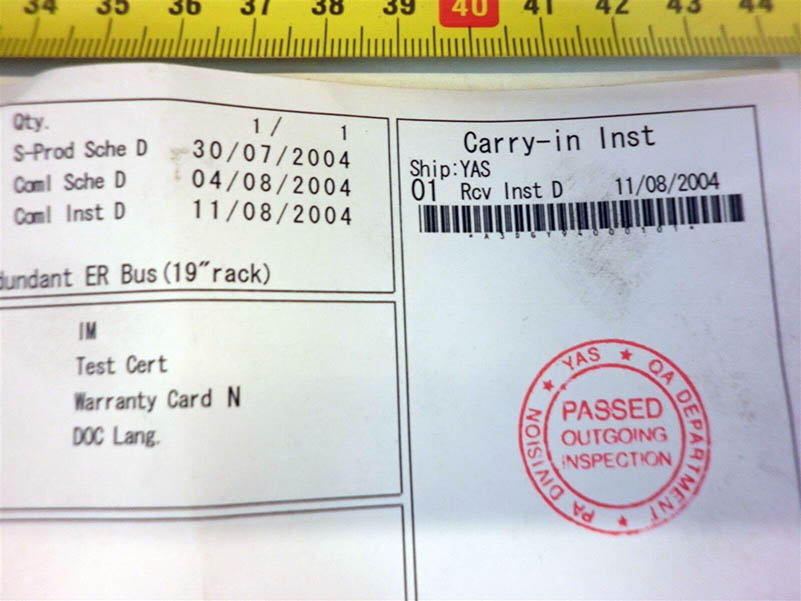 34 35 36 37 38 39 40 41 42 43 44
Qty. 1/ 1
S-Prod Sche D 30/07/2004
Coml Sche D 04/08/2004
Coml Inst D 11/08/2004
dundant ER Bus(19"rack)
IM
Test Cert
Warranty Card N
DOC Lang.
Carry-in Inst
Ship:YAS
01 Rcv Inst D 11/08/2004
★ YAS ★ QA DEPARTMENT ★ PA DIVISION
PASSED
OUTGOING
INSPECTION